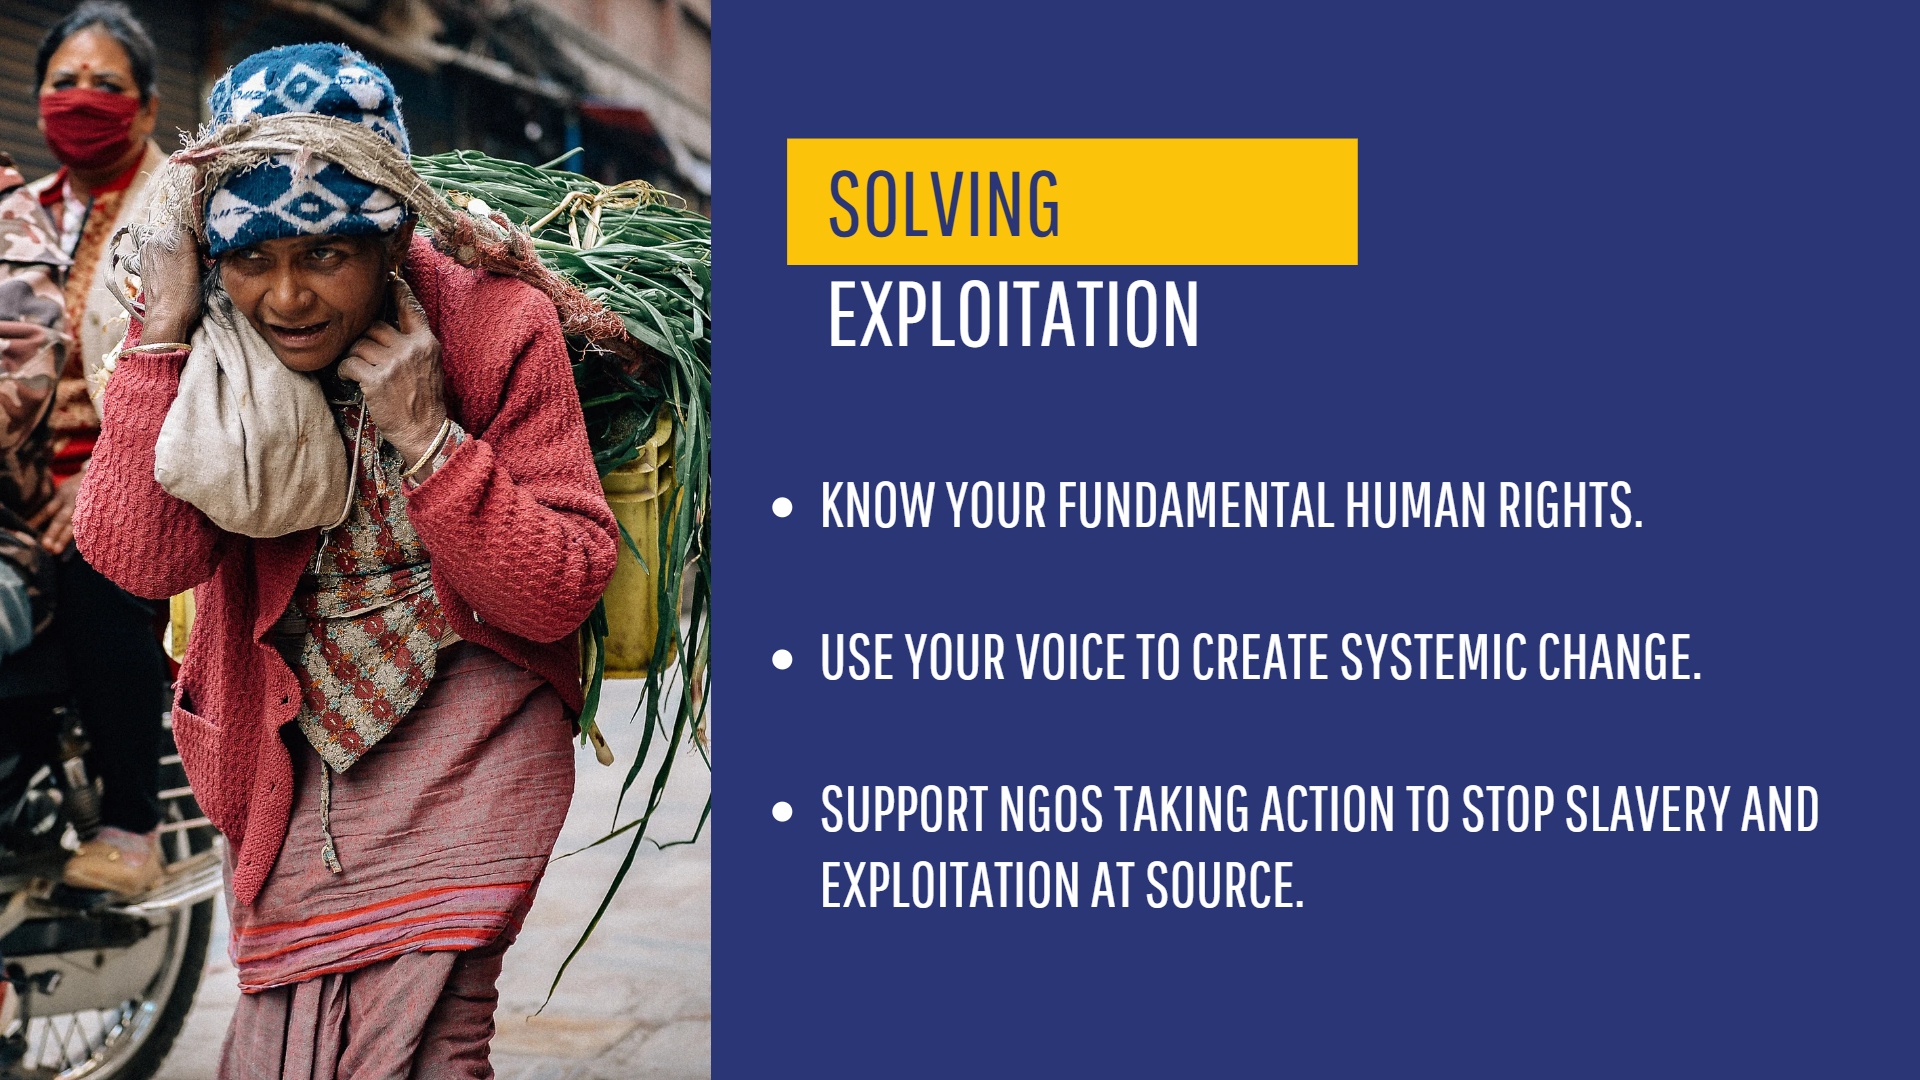 SOLVING
EXPLOITATION
• KNOW YOUR FUNDAMENTAL HUMAN RIGHTS.
• USE YOUR VOICE TO CREATE SYSTEMIC CHANGE.
• SUPPORT NGOS TAKING ACTION TO STOP SLAVERY AND
EXPLOITATION AT SOURCE.